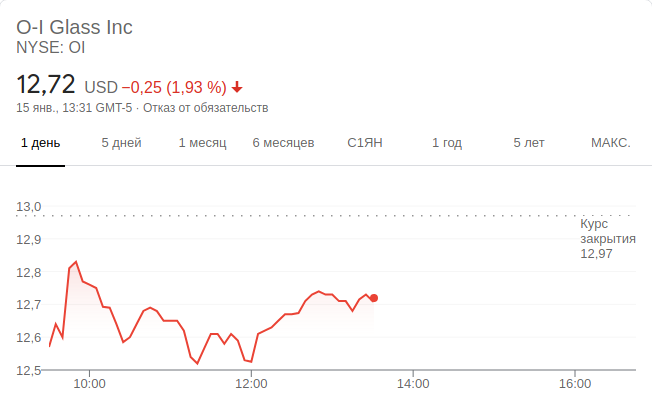 O-I Glass Inc
NYSE: OI
12,72 USD −0,25 (1,93 %)
15 янв., 13:31 GMT-5 · Отказ от обязательств
1 день 5 дней 1 месяц 6 месяцев С1ЯН 1 год 5 лет МАКС.
13,0
Курс
12,9 закрытия
12,97
12,8
12,7
12,6
12,5
10:00 12:00 14:00 16:00